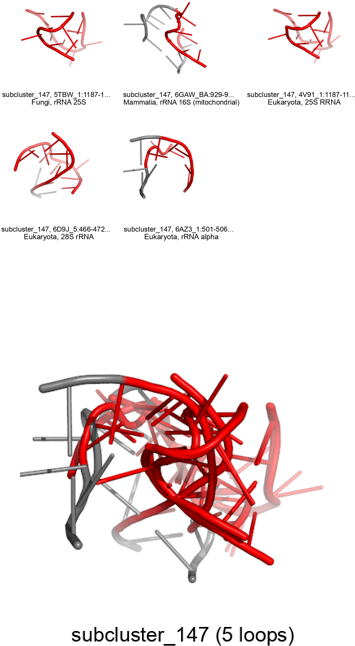 subcluster_147, 5TBW_1:1187-1...
Fungi, rRNA 25S
subcluster_147, 6GAW_BA:929-9...
Mammalia, rRNA 16S (mitochondrial)
subcluster_147, 4V91_1:1187-11...
Eukaryota, 25S RRNA
subcluster_147, 6D9J_5:466-472...
Eukaryota, 28S rRNA
subcluster_147, 6AZ3_1:501-506...
Eukaryota, rRNA alpha
subcluster_147 (5 loops)